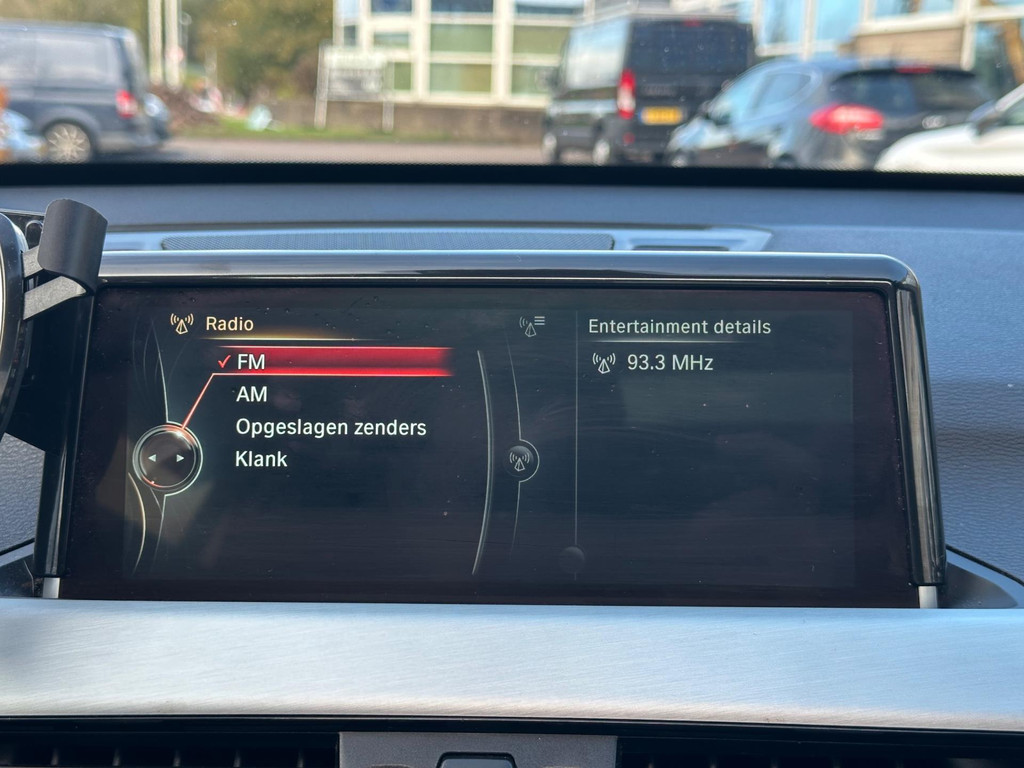 Radio
✓ FM
AM
Opgeslagen zenders
Klank
Entertainment details
93.3 MHz